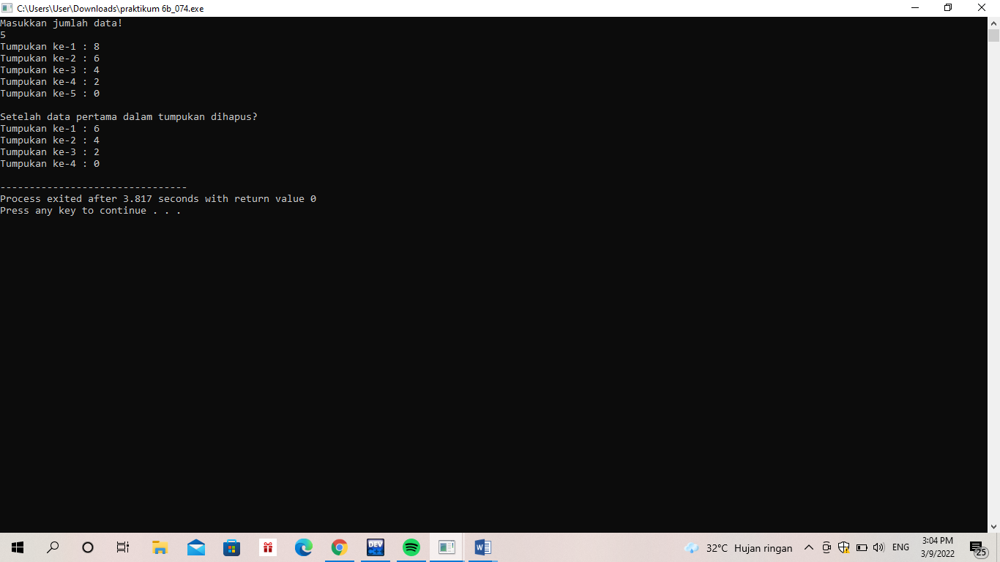 C:\Users\User\Downloads\praktikum 6b_074.exe
Masukkan jumlah data!
5
Tumpukan ke-1 : 8
Tumpukan ke-2 : 6
Tumpukan ke-3 : 4
Tumpukan ke-4 : 2
Tumpukan ke-5 : 0
Setelah data pertama dalam tumpukan dihapus?
Tumpukan ke-1 : 6
Tumpukan ke-2 : 4
Tumpukan ke-3 : 2
Tumpukan ke-4 : 0
--------------------------------
Process exited after 3.817 seconds with return value 0
Press any key to continue . . .
DEV
C++
W
32°C Hujan ringan
ENG
3:04 PM
3/9/2022
25